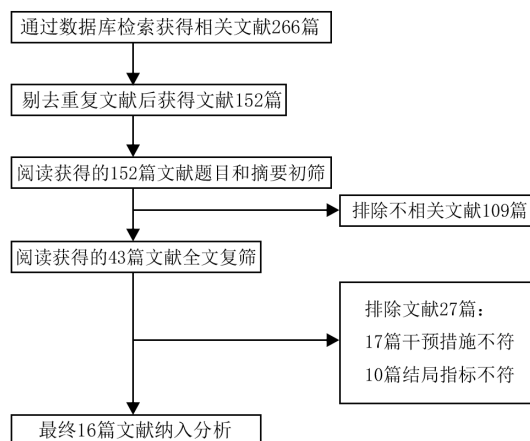 通过数据库检索获得相关文献266篇
剔去重复文献后获得文献152篇
阅读获得的152篇文献题目和摘要初筛
排除不相关文献109篇
阅读获得的43篇文献全文复筛
排除文献27篇：
17篇干预措施不符
10篇结局指标不符
最终16篇文献纳入分析